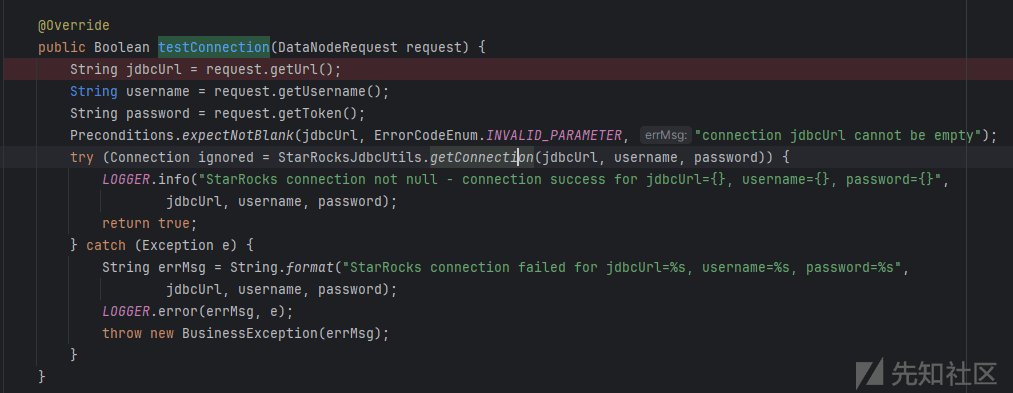 @Override
public Boolean testConnection(DataNodeRequest request) {
String jdbcUrl = request.getUrl();
String username = request.getUsername();
String password = request.getToken();
Preconditions.expectNotBlank(jdbcUrl, ErrorCodeEnum.INVALID_PARAMETER, errMsg: "connection jdbcUrl cannot be empty");
try (Connection ignored = StarRocksJdbcUtils.getConnection(jdbcUrl, username, password)) {
LOGGER.info("StarRocks connection not null - connection success for jdbcUrl={}, username={}, password={}",
jdbcUrl, username, password);
return true;
} catch (Exception e) {
String errMsg = String.format("StarRocks connection failed for jdbcUrl=%s, username=%s, password=%s",
jdbcUrl, username, password);
LOGGER.error(errMsg, e);
throw new BusinessException(errMsg);
}
}
先知社区